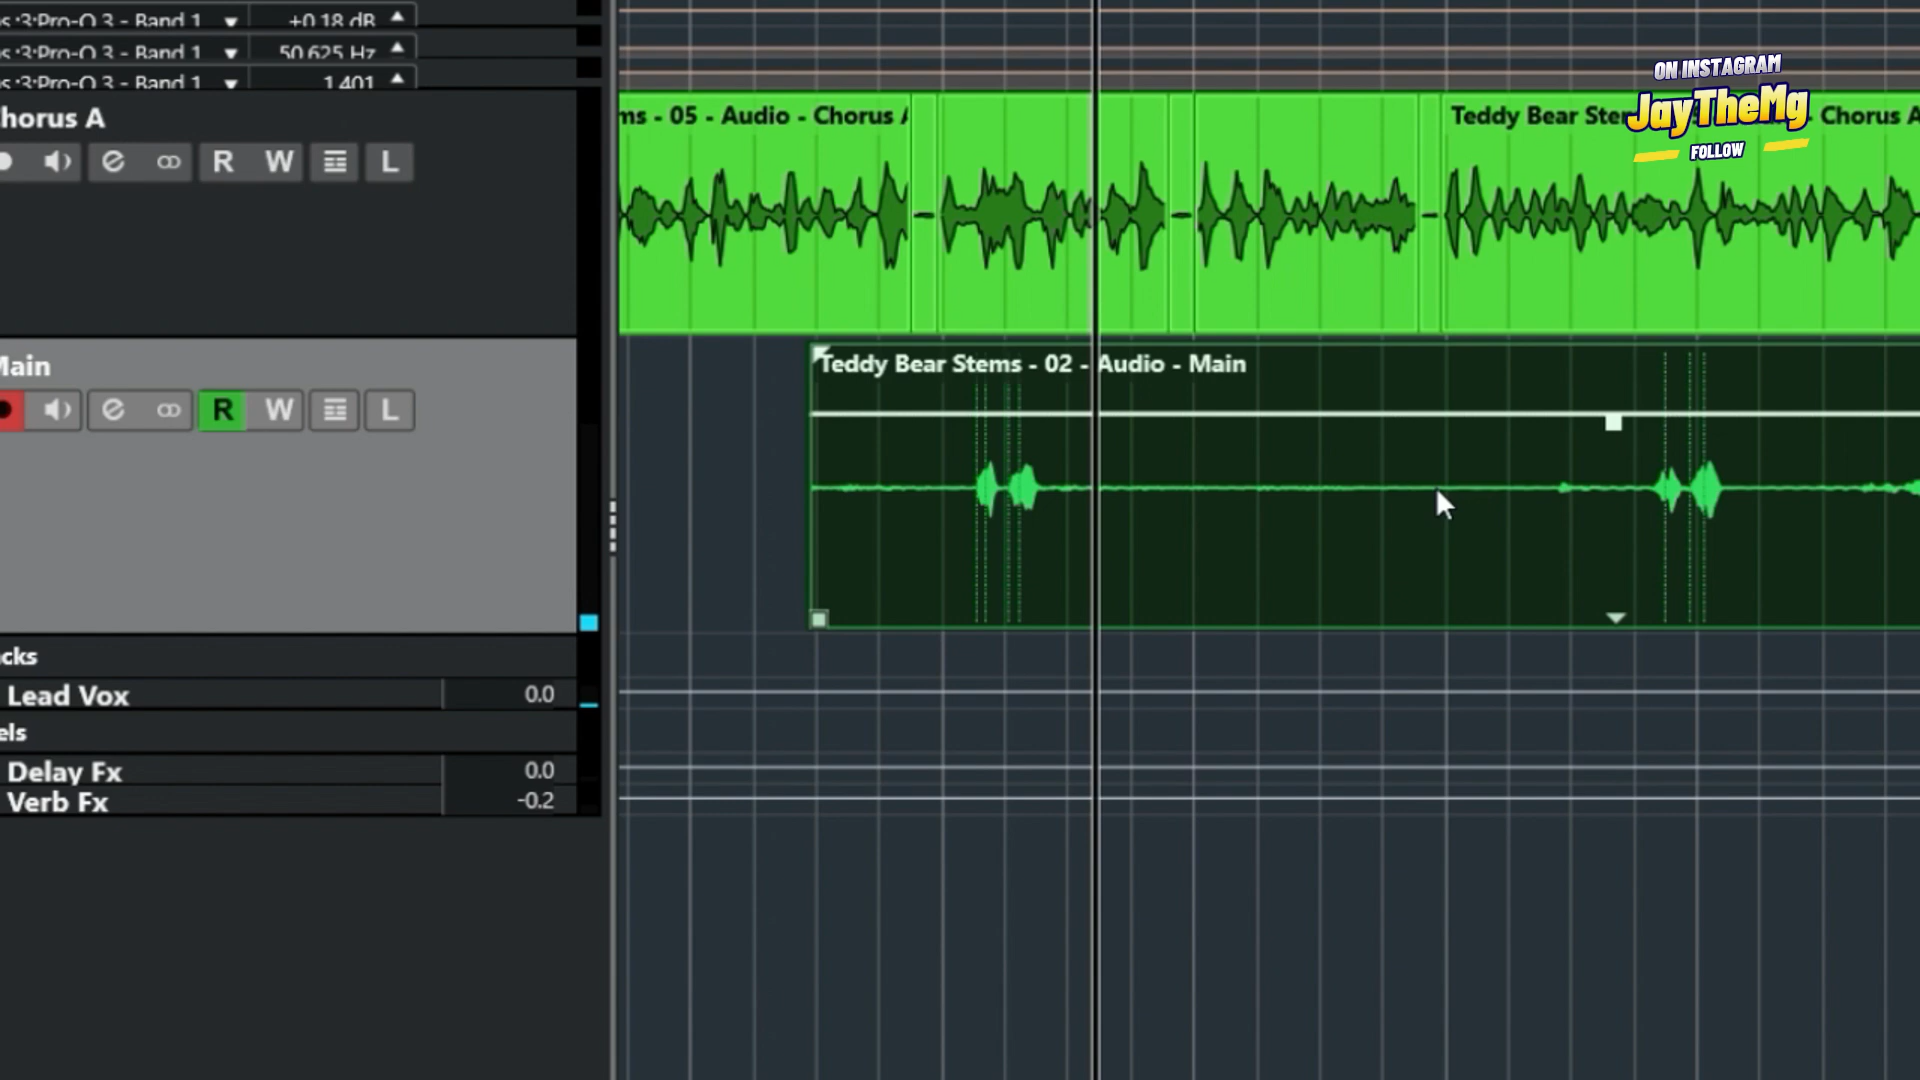 s :3:Pro-Q 3 - Band 1 +0.18 dB
s :3:Pro-Q 3 - Band 1 50.625 Hz
s :3:Pro-Q 3 - Band 1 1.401
horus A
R W L
ms - 05 - Audio - Chorus A
Teddy Bear Ste - Chorus A
ON INSTAGRAM
JayTheMg
FOLLOW
Main
R W L
Teddy Bear Stems - 02 - Audio - Main
cks
Lead Vox 0.0
els
Delay Fx 0.0
Verb Fx -0.2